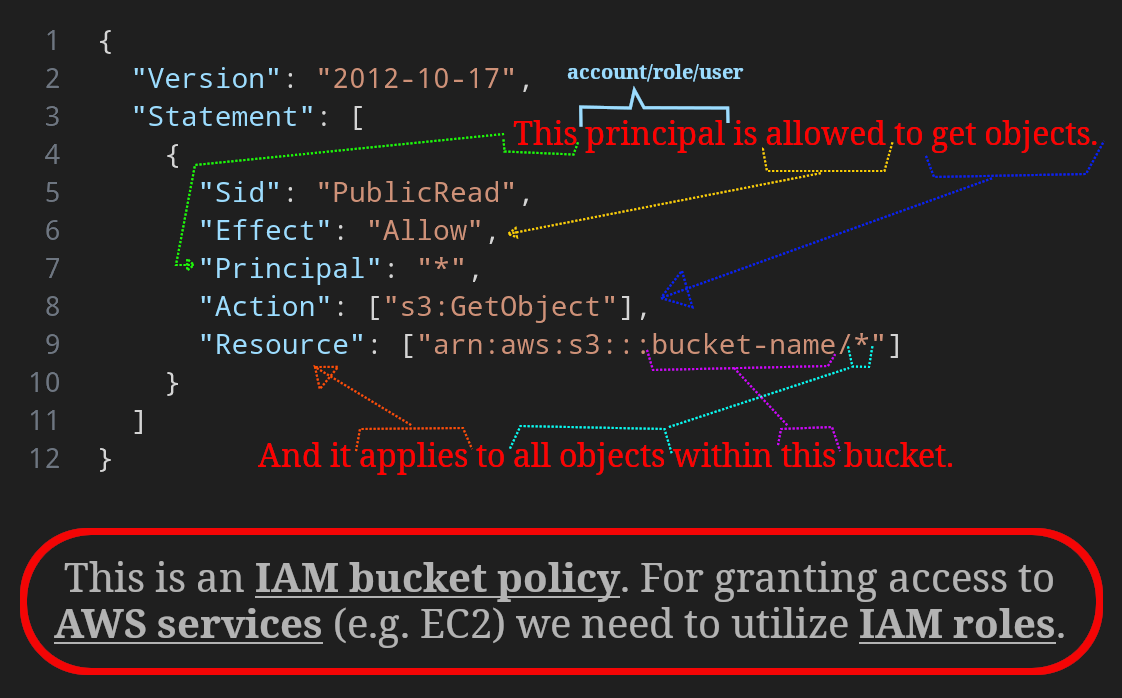 1 {
2 "Version": "2012-10-17",
account/role/user
3 "Statement": [
This principal is allowed to get objects.
4 {
5 "Sid": "PublicRead",
6 "Effect": "Allow",
7 "Principal": "*",
8 "Action": ["s3:GetObject"],
9 "Resource": ["arn:aws:s3:::bucket-name/*"]
10 }
11 ]
12 }
And it applies to all objects within this bucket.
This is an IAM bucket policy. For granting access to
AWS services (e.g. EC2) we need to utilize IAM roles.